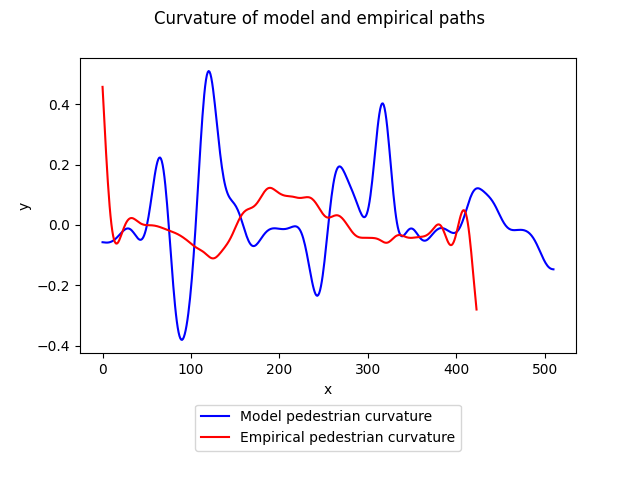 Curvature of model and empirical paths
0.4
0.2
0.0
−0.2
−0.4
y
0 100 200 300 400 500
x
Model pedestrian curvature
Empirical pedestrian curvature